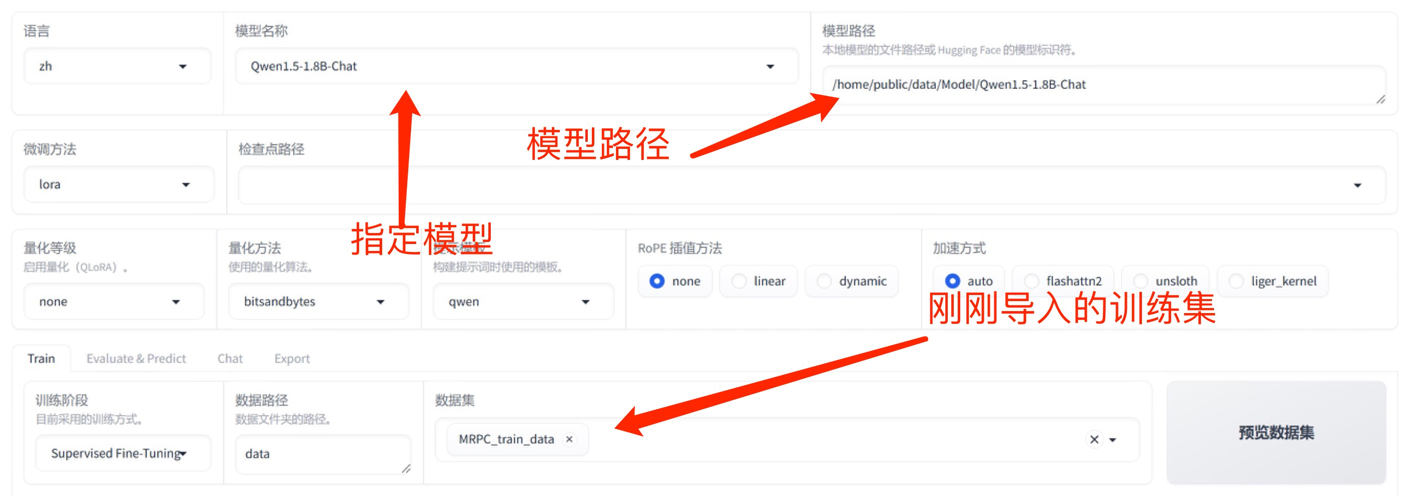 语言
模型名称
模型路径
本地模型的文件路径或 Hugging Face 的模型标识符。
zh
Qwen1.5-1.8B-Chat
/home/public/data/Model/Qwen1.5-1.8B-Chat
模型路径
微调方法
检查点路径
lora
指定模型
量化等级
启用量化（QLoRA）。
none
量化方法
使用的量化算法。
bitsandbytes
构建提示词时使用的模板。
qwen
RoPE 插值方法
none
linear
dynamic
加速方式
auto
flashattn2
unsloth
liger_kernel
刚刚导入的训练集
Train
Evaluate & Predict
Chat
Export
训练阶段
目前采用的训练方式。
Supervised Fine-Tuning
数据路径
数据文件夹的路径。
data
数据集
MRPC_train_data ×
预览数据集